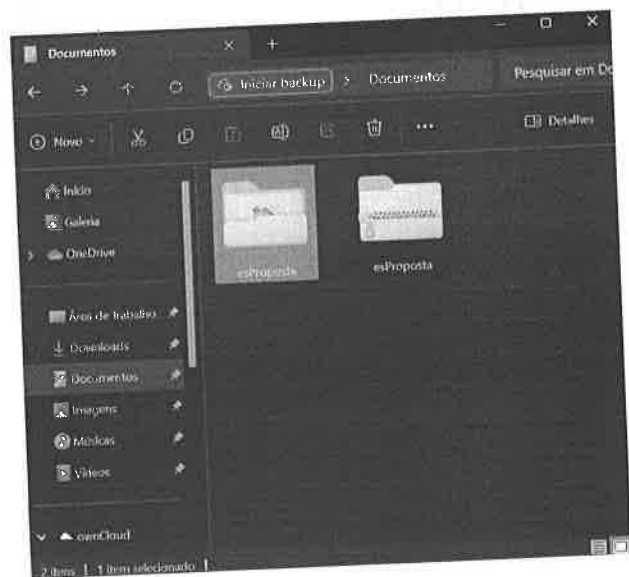 Documentos
Iniciar backup > Documentos
Pesquisar em Do
Novo
Detalhes
Início
Galeria
OneDrive
Área de trabalho
Downloads
Documentos
Imagens
Músicas
Vídeos
ownCloud
esProposta
esProposta
2 itens | 1 item selecionado |